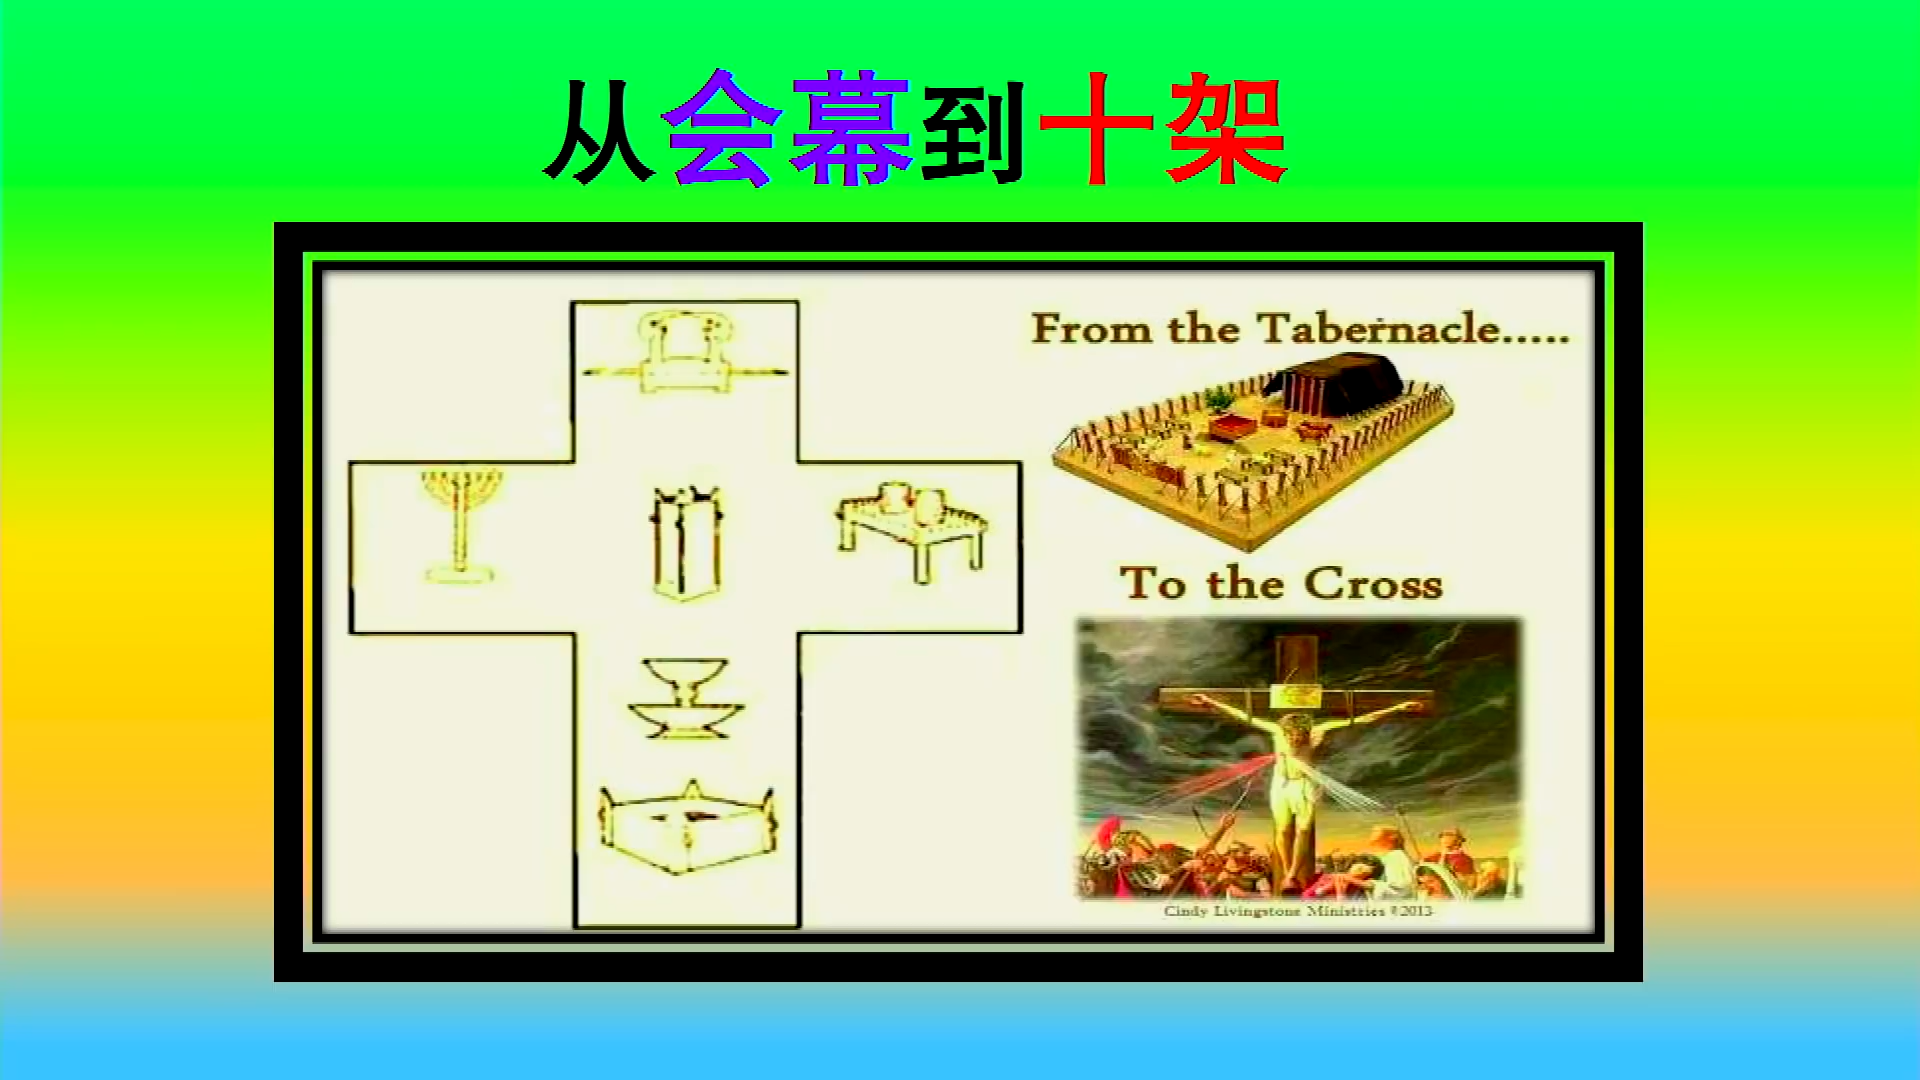 从会幕到十架
From the Tabernacle.....
To the Cross
Cindy Livingstone Ministries ©2013